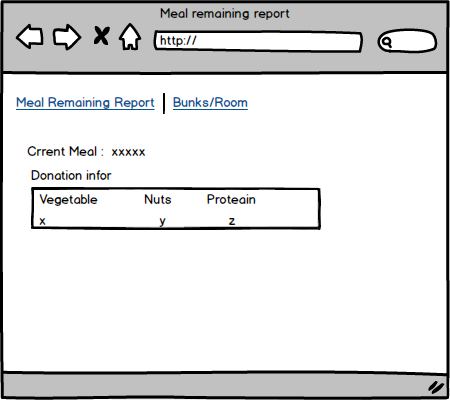 Meal remaining report
http://
Meal Remaining Report | Bunks/Room
Crrent Meal : xxxxx
Donation infor
Vegetable Nuts Proteain
x y z